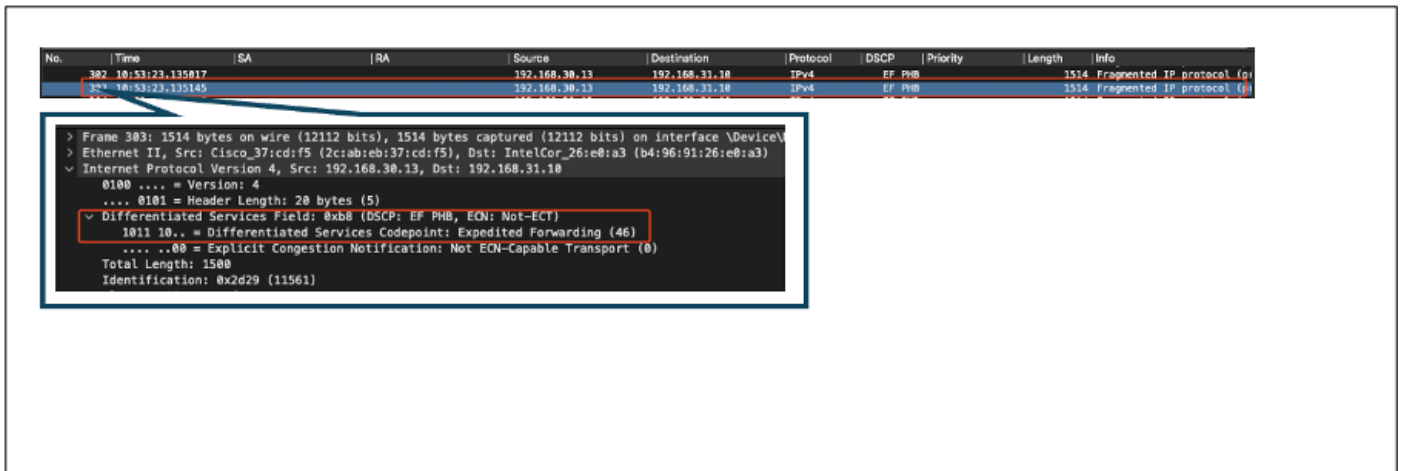 No. Time SA RA Source Destination Protocol DSCP Priority Length Info
302 10:53:23.135017 192.168.30.13 192.168.31.10 IPv4 EF PHB 1514 Fragmented IP protocol
303 10:53:23.135145 192.168.30.13 192.168.31.10 IPv4 EF PHB 1514 Fragmented IP protocol
> Frame 303: 1514 bytes on wire (12112 bits), 1514 bytes captured (12112 bits) on interface \Device\
> Ethernet II, Src: Cisco_37:cd:f5 (2c:ab:eb:37:cd:f5), Dst: IntelCor_26:e0:a3 (b4:96:91:26:e0:a3)
Internet Protocol Version 4, Src: 192.168.30.13, Dst: 192.168.31.10
0100 .... = Version: 4
.... 0101 = Header Length: 20 bytes (5)
Differentiated Services Field: 0xb8 (DSCP: EF PHB, ECN: Not-ECT)
1011 10.. = Differentiated Services Codepoint: Expedited Forwarding (46)
.... ..00 = Explicit Congestion Notification: Not ECN-Capable Transport (0)
Total Length: 1500
Identification: 0x2d29 (11561)